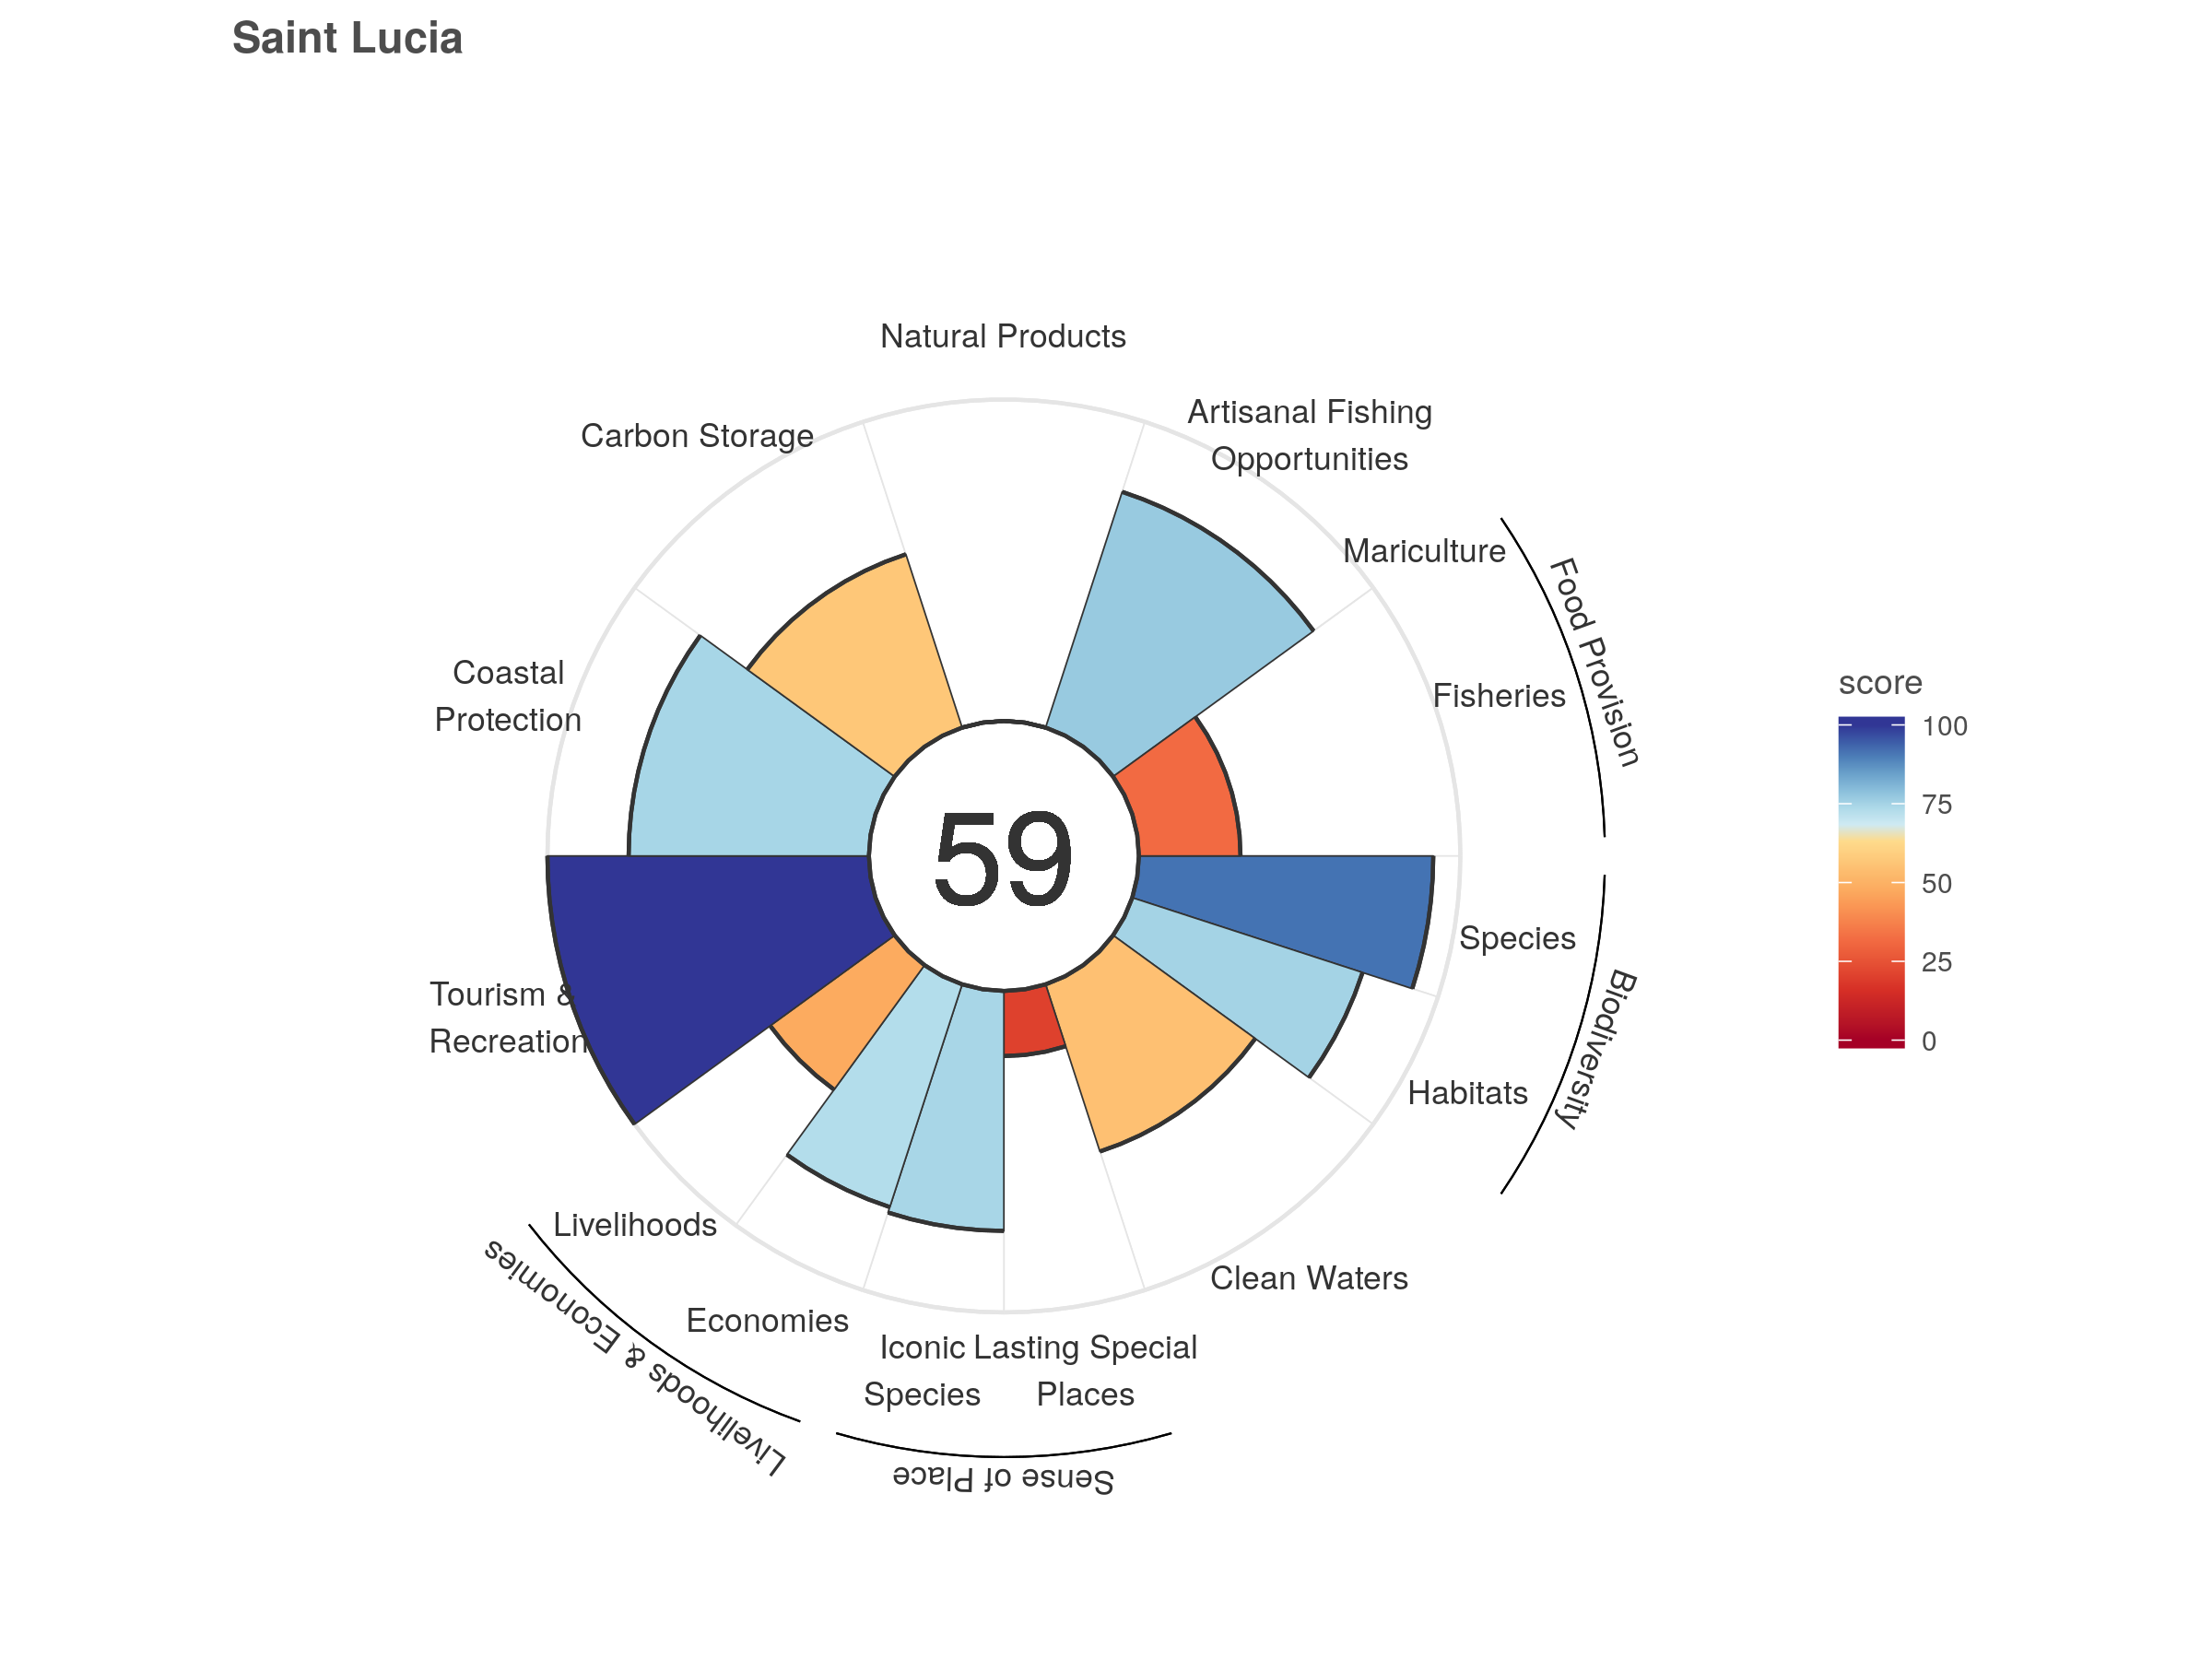 Saint Lucia
Natural Products
Artisanal Fishing
Opportunities
Carbon Storage
Mariculture
Food Provision
Fisheries
Coastal
Protection
score
100
75
50
25
0
59
Species
Biodiversity
Habitats
Tourism &
Recreation
Livelihoods
Livelihoods & Economies
Economies
Clean Waters
Iconic
Species
Lasting Special
Places
Sense of Place